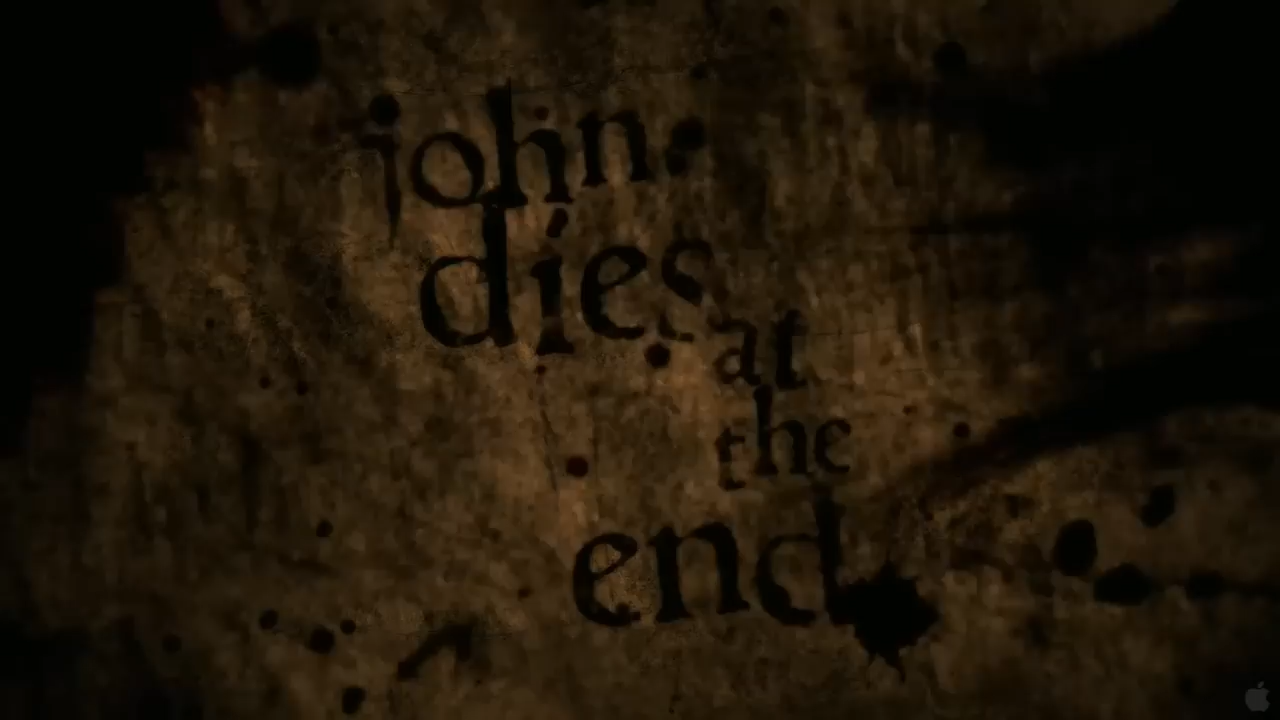 john
dies
at
the
end